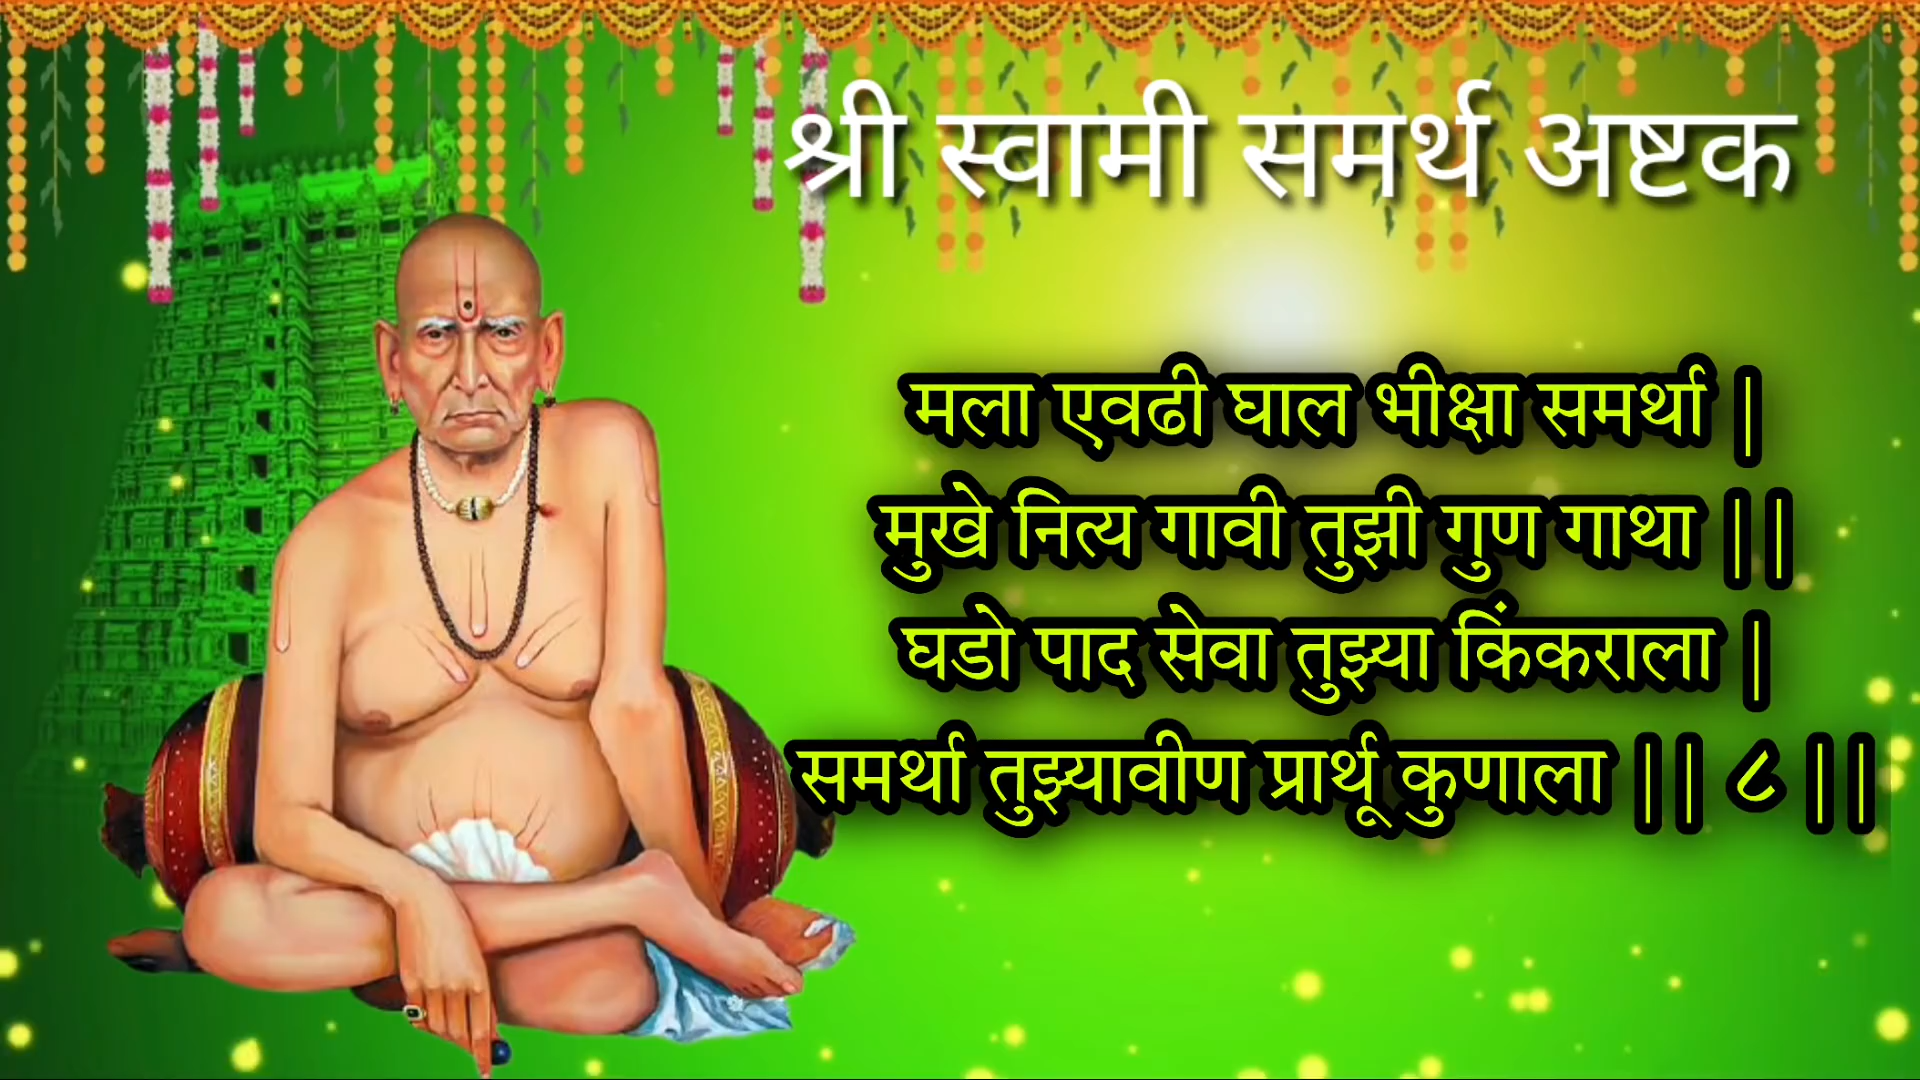 श्री स्वामी समर्थ अष्टक
मला एवढी घाल भीक्षा समर्था |
मुखे नित्य गावी तुझी गुण गाथा ||
घडो पाद सेवा तुझ्या किंकराला |
समर्था तुझ्यावीण प्रार्थू कुणाला || ८ ||